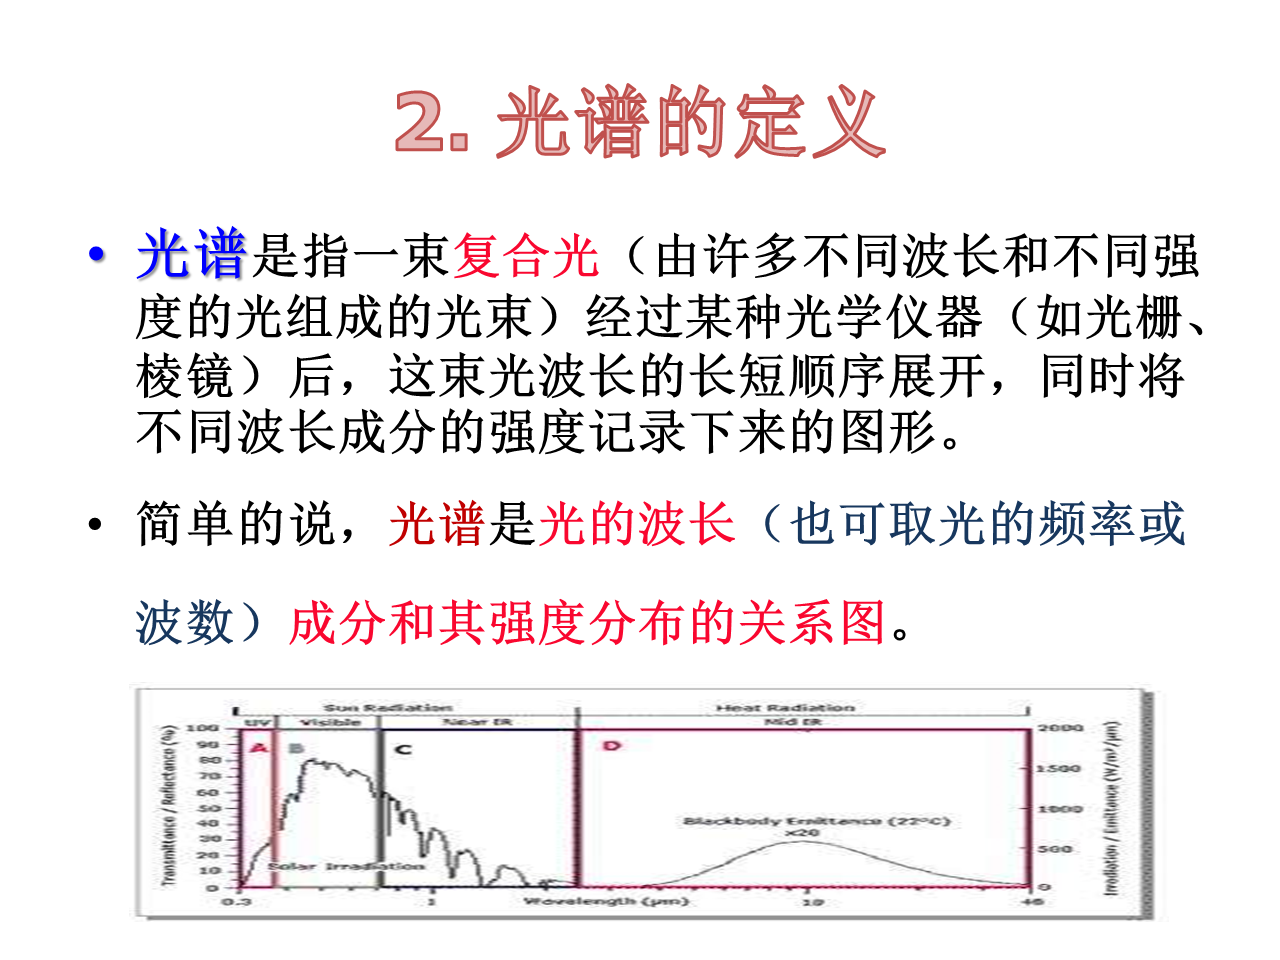 2. 光谱的定义
• 光谱是指一束复合光（由许多不同波长和不同强
度的光组成的光束）经过某种光学仪器（如光栅、
棱镜）后，这束光波长的长短顺序展开，同时将
不同波长成分的强度记录下来的图形。
• 简单的说，光谱是光的波长（也可取光的频率或
波数）成分和其强度分布的关系图。
Sun Radiation Heat Radiation
UV Visible Near IR Mid IR
A B C D
100
90
80
70
60
50
40
30
20
10
0
Transmittance / Reflectance (%)
Solar Irradiation
Blackbody Emittance (22°C)
x20
2000
1500
1000
500
0
Irradiation / Emittance (W/m²/µm)
0.3 1 Wavelength (µm) 10 40